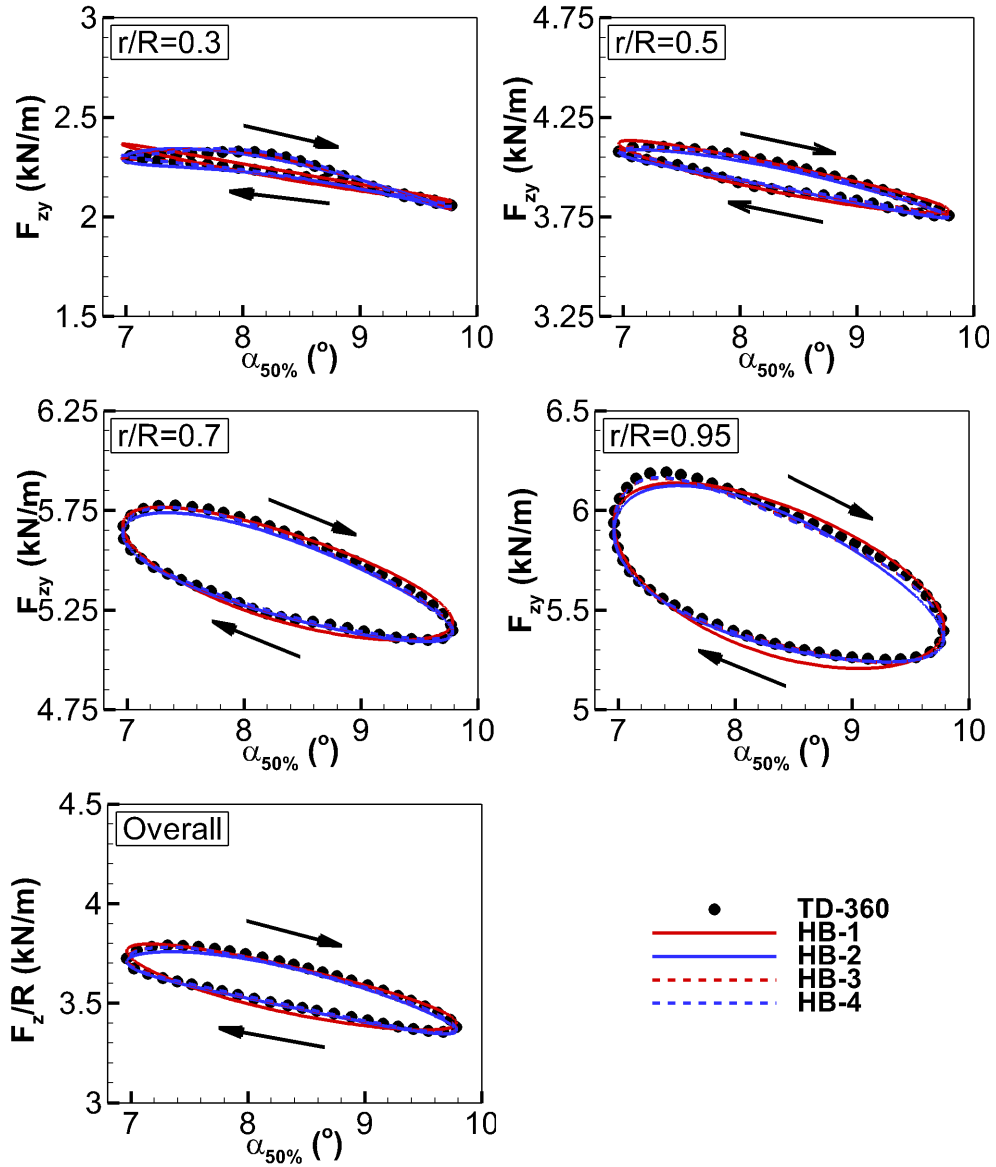 r/R=0.3
F_zy (kN/m)
3
2.5
2
1.5
7 8 9 10
α_50% (º)
r/R=0.5
F_zy (kN/m)
4.75
4.25
3.75
3.25
7 8 9 10
α_50% (º)
r/R=0.7
F_zy (kN/m)
6.25
5.75
5.25
4.75
7 8 9 10
α_50% (º)
r/R=0.95
F_zy (kN/m)
6.5
6
5.5
5
7 8 9 10
α_50% (º)
Overall
F_z/R (kN/m)
4.5
4
3.5
3
7 8 9 10
α_50% (º)
TD-360
HB-1
HB-2
HB-3
HB-4